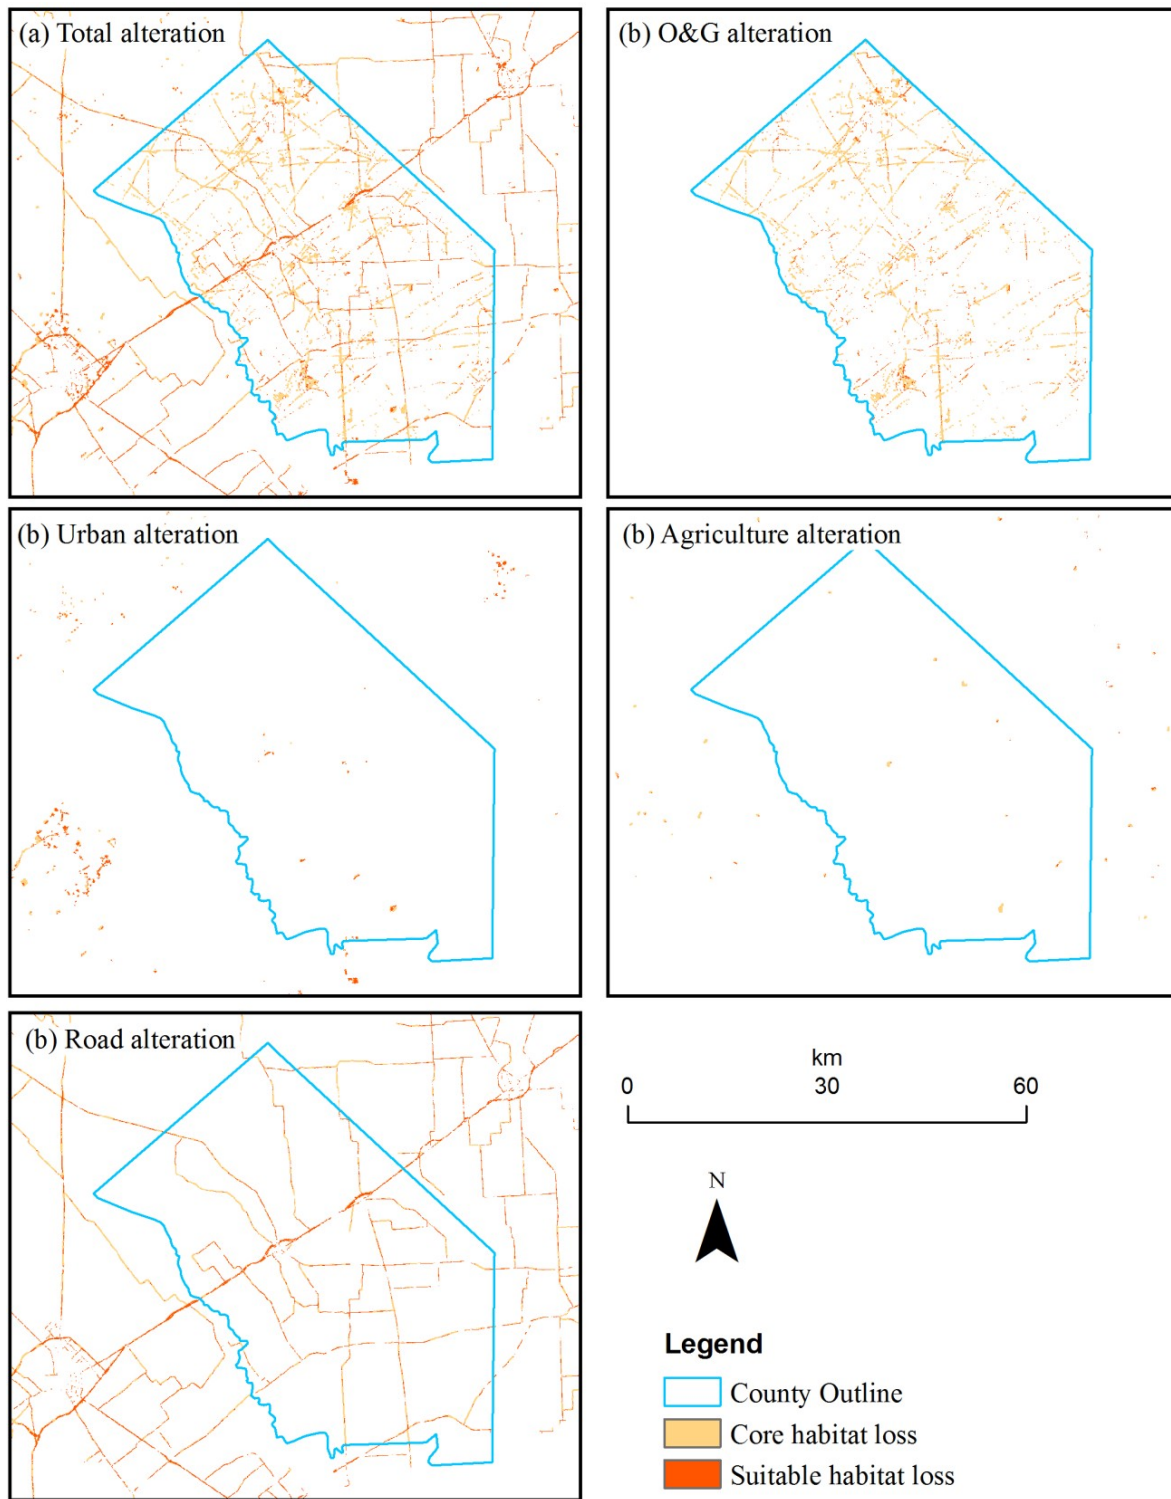 (a) Total alteration
(b) O&G alteration
(b) Urban alteration
(b) Agriculture alteration
(b) Road alteration
km
0 30 60
N
Legend
County Outline
Core habitat loss
Suitable habitat loss